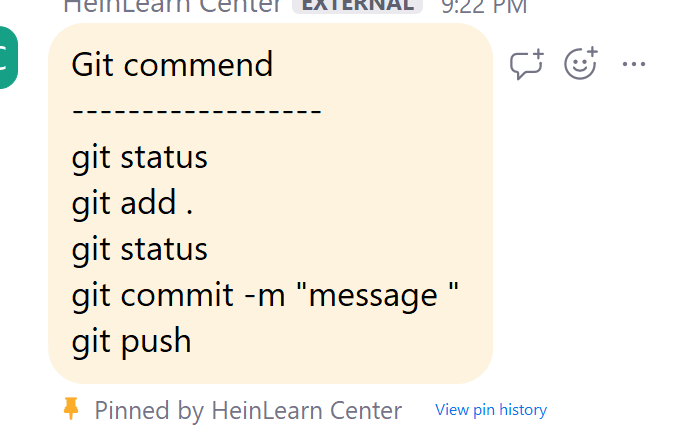 HeinLearn Center EXTERNAL 9:22 PM
Git commend
------------------
git status
git add .
git status
git commit -m "message "
git push
Pinned by HeinLearn Center View pin history